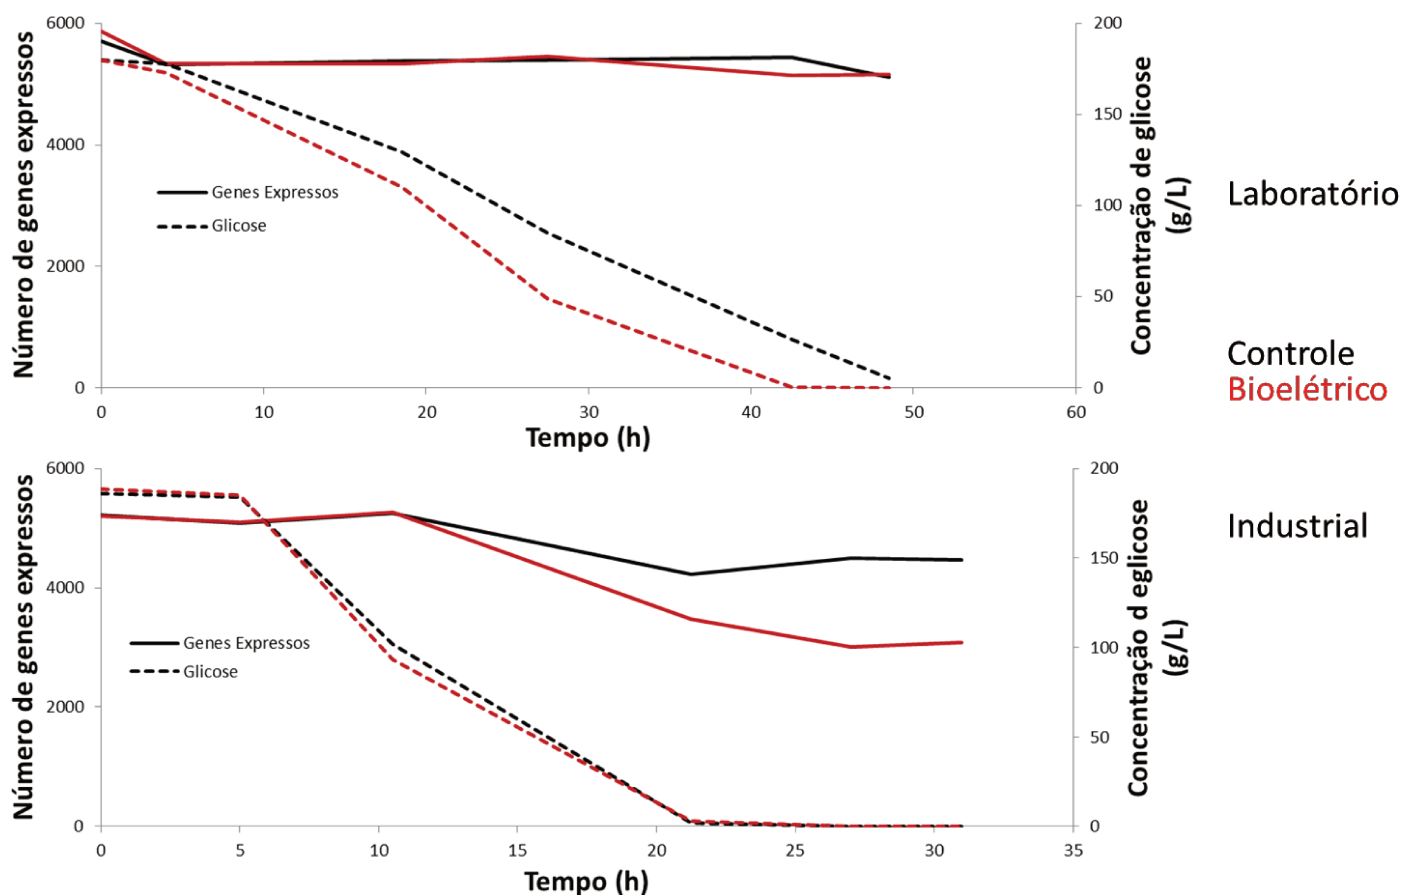 6000
4000
2000
0
Número de genes expressos
Genes Expressos
Glicose
0 10 20 30 40 50 60
Tempo (h)
200
150
100
50
0
Concentração de glicose
(g/L)
Laboratório
Controle
Bioelétrico
6000
4000
2000
0
Número de genes expressos
Genes Expressos
Glicose
0 5 10 15 20 25 30 35
Tempo (h)
200
150
100
50
0
Concentração d eglicose
(g/L)
Industrial